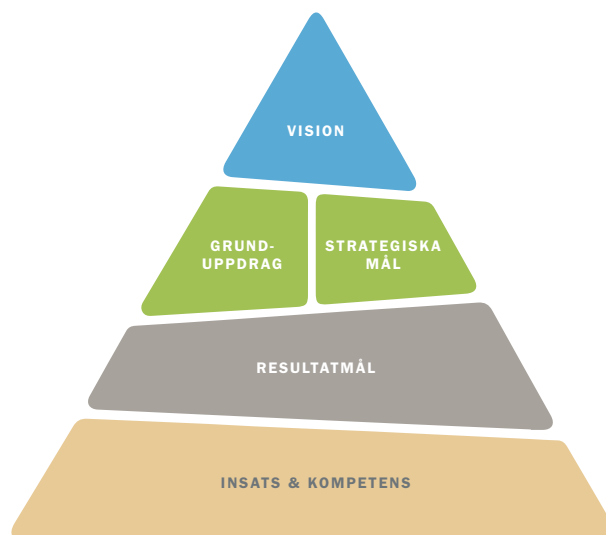 VISION
GRUND-
UPPDRAG
STRATEGISKA
MÅL
RESULTATMÅL
INSATS & KOMPETENS